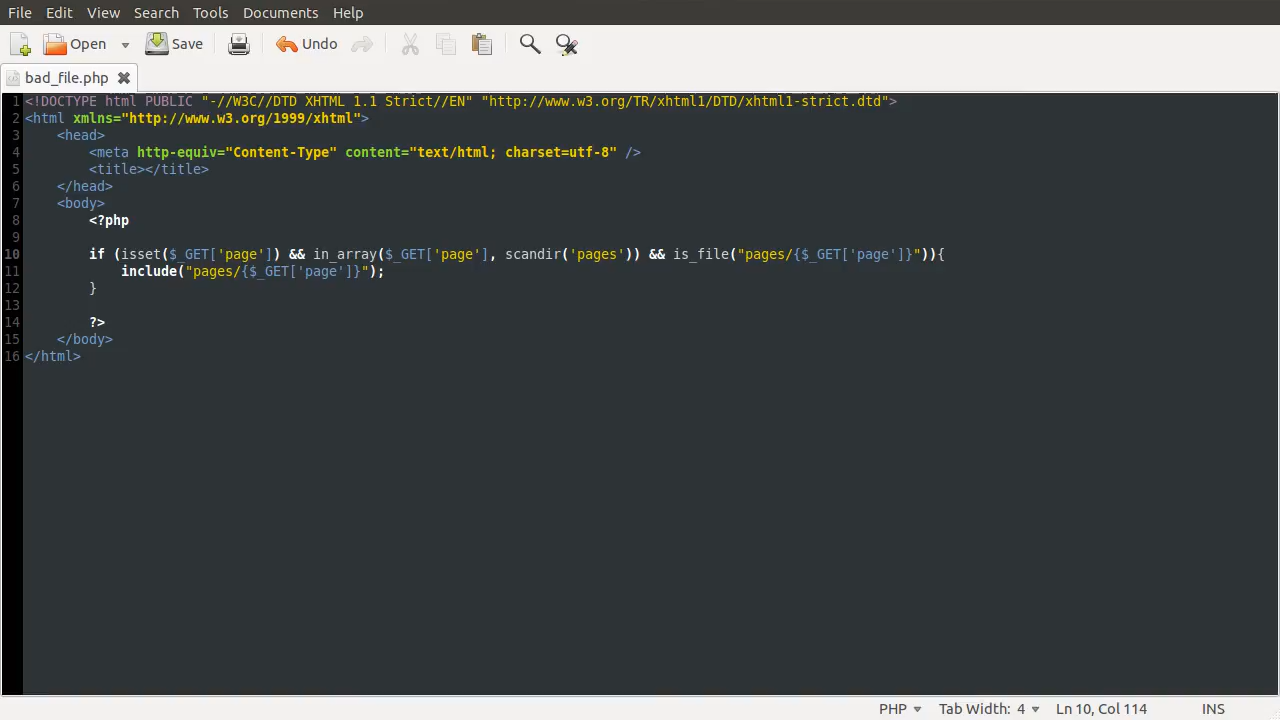 File Edit View Search Tools Documents Help
Open Save Undo
bad_file.php
1 <!DOCTYPE html PUBLIC "-//W3C//DTD XHTML 1.1 Strict//EN" "http://www.w3.org/TR/xhtml1/DTD/xhtml1-strict.dtd">
2 <html xmlns="http://www.w3.org/1999/xhtml">
3 <head>
4 <meta http-equiv="Content-Type" content="text/html; charset=utf-8" />
5 <title></title>
6 </head>
7 <body>
8 <?php
9
10 if (isset($_GET['page']) && in_array($_GET['page'], scandir('pages')) && is_file("pages/{$_GET['page']}")){
11 include("pages/{$_GET['page']}");
12 }
13
14 ?>
15 </body>
16 </html>
PHP Tab Width: 4 Ln 10, Col 114 INS